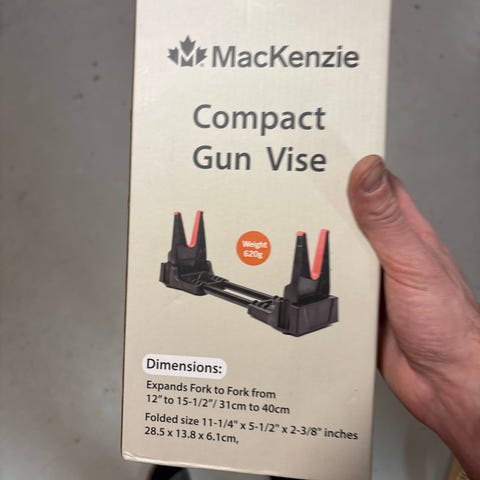 MacKenzie
Compact
Gun Vise
Weight
620g
Dimensions:
Expands Fork to Fork from
12" to 15-1/2"/ 31cm to 40cm
Folded size 11-1/4" x 5-1/2" x 2-3/8" inches
28.5 x 13.8 x 6.1cm,